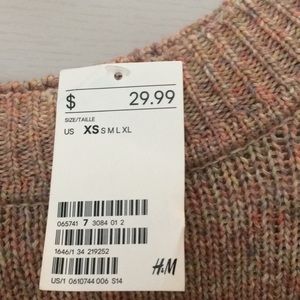 $ 29.99
SIZE/TAILLE
US XS S M L XL
065741 7 3084 01 2
1646/1 34 219252
H&M
US/1 0610744 006 S14